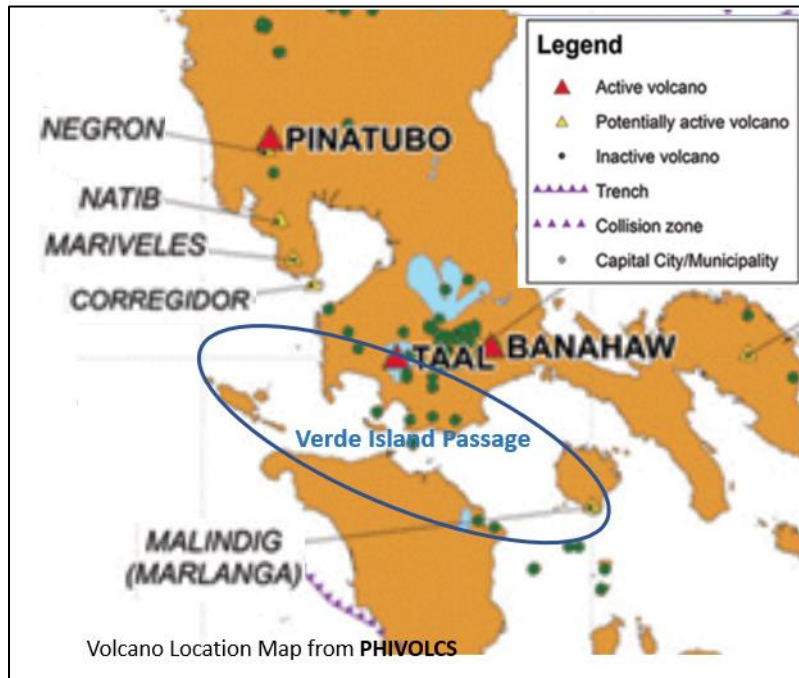 Legend
Active volcano
Potentially active volcano
Inactive volcano
Trench
Collision zone
Capital City/Municipality
NEGRON
PINATUBO
NATIB
MARIVELES
CORREGIDOR
TAAL
BANAHAW
Verde Island Passage
MALINDIG
(MARLANGA)
Volcano Location Map from PHIVOLCS